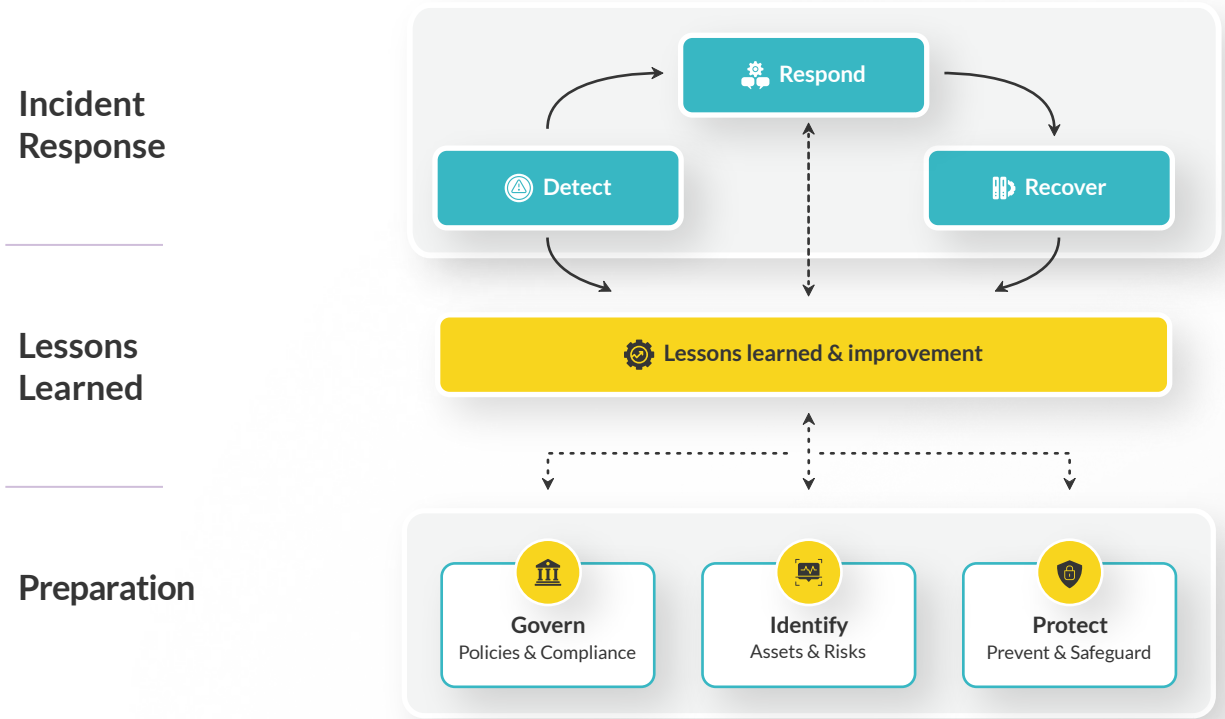 Incident
Response
Respond
Detect
Recover
Lessons
Learned
Lessons learned & improvement
Preparation
Govern
Policies & Compliance
Identify
Assets & Risks
Protect
Prevent & Safeguard